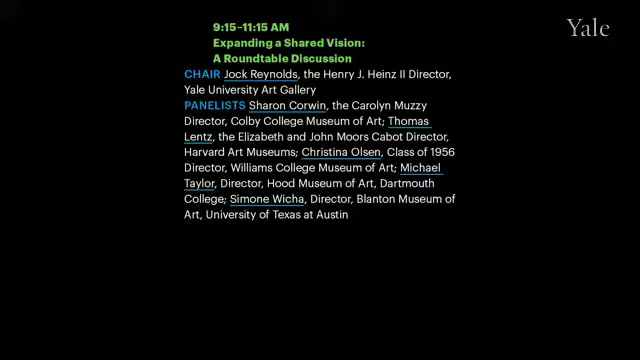 9:15–11:15 AM
Expanding a Shared Vision:
A Roundtable Discussion
CHAIR Jock Reynolds, the Henry J. Heinz II Director,
Yale University Art Gallery
PANELISTS Sharon Corwin, the Carolyn Muzzy
Director, Colby College Museum of Art; Thomas
Lentz, the Elizabeth and John Moors Cabot Director,
Harvard Art Museums; Christina Olsen, Class of 1956
Director, Williams College Museum of Art; Michael
Taylor, Director, Hood Museum of Art, Dartmouth
College; Simone Wicha, Director, Blanton Museum of
Art, University of Texas at Austin
Yale